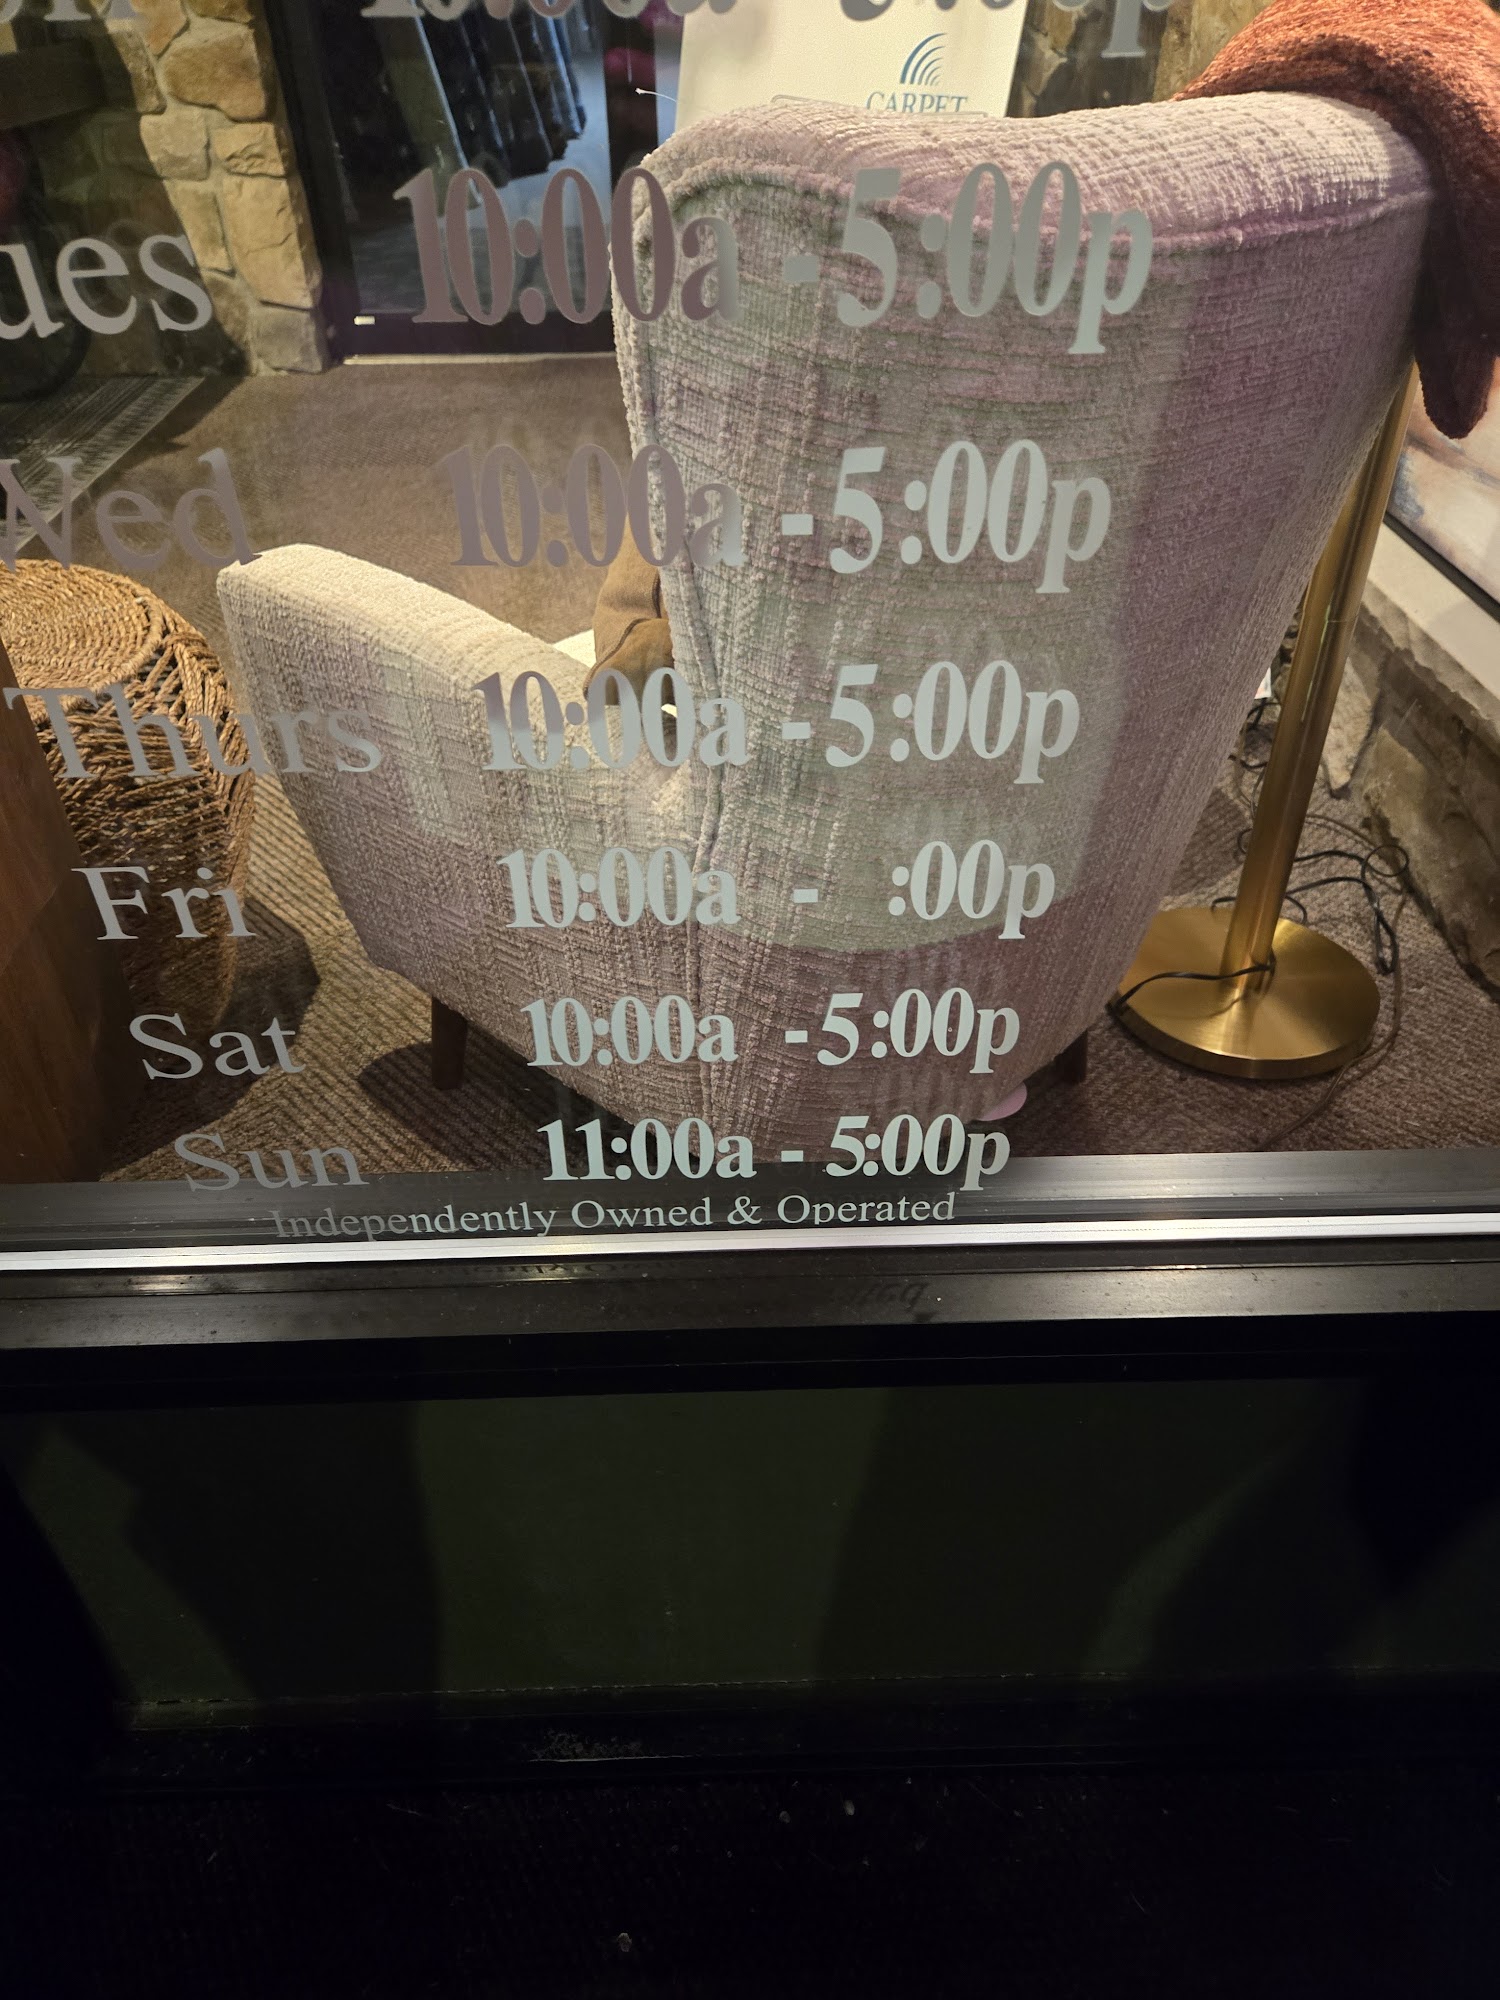 CARPET
ues 10:00a - 5:00p
Wed 10:00a - 5:00p
Thurs 10:00a - 5:00p
Fri 10:00a - :00p
Sat 10:00a - 5:00p
Sun 11:00a - 5:00p
Independently Owned & Operated